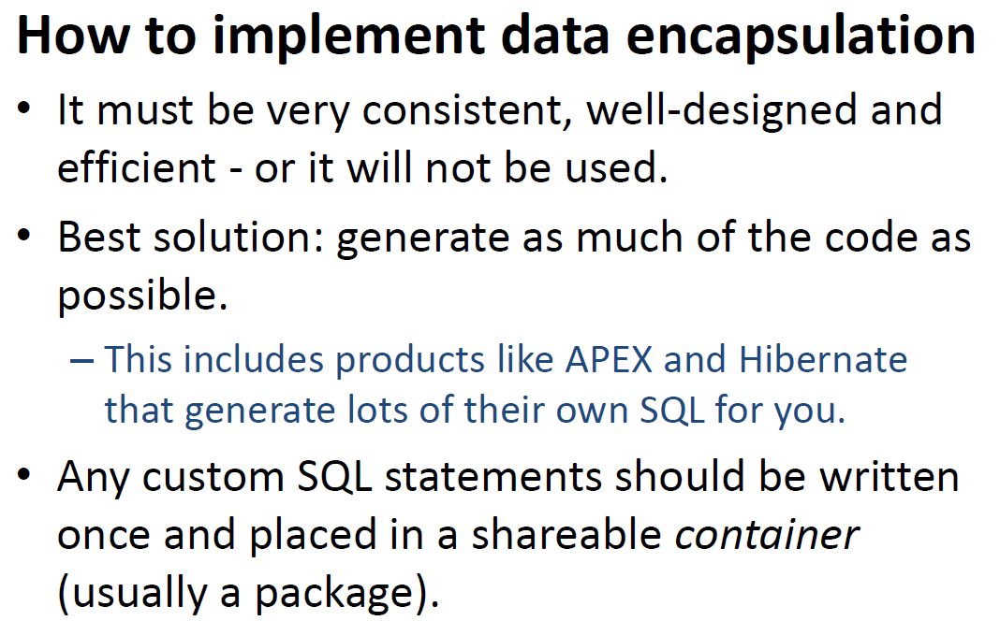 How to implement data encapsulation
• It must be very consistent, well-designed and
efficient - or it will not be used.
• Best solution: generate as much of the code as
possible.
– This includes products like APEX and Hibernate
that generate lots of their own SQL for you.
• Any custom SQL statements should be written
once and placed in a shareable container
(usually a package).